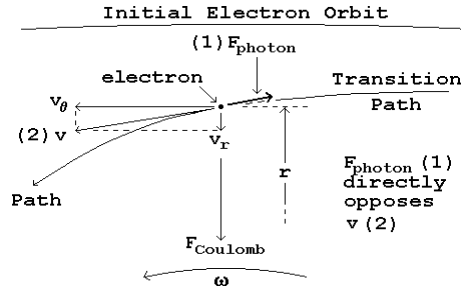 Initial Electron Orbit
(1) Fphoton
electron
Transition
Path
vθ
(2) v
vr
r
Path
Fphoton (1)
directly
opposes
v (2)
FCoulomb
ω